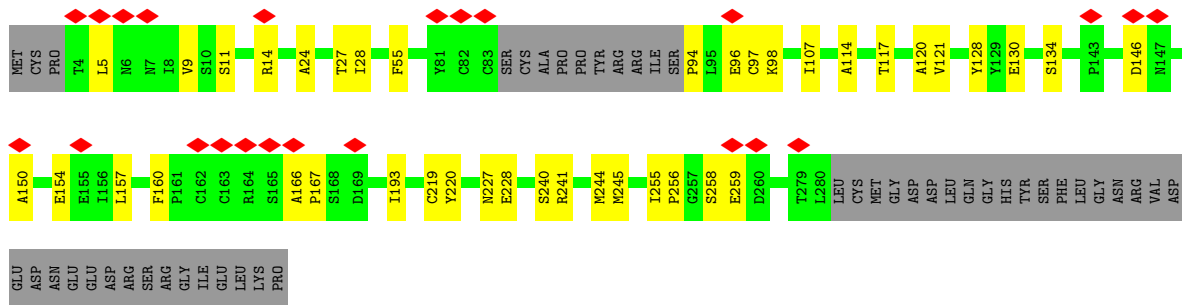 MET CYS PRO T4 L5 N6 N7 I8 V9 S10 S11 R14 A24 T27 I28 F55 Y81 C82 C83 SER CYS ALA PRO PRO TYR ARG ARG ILE SER P94 L95 E96 C97 K98 I107 A114 T117 A120 V121 Y128 Y129 E130 S134 P143 D146 N147
A150 E154 E155 I156 L157 F160 P161 C162 C163 R164 S165 A166 P167 S168 D169 I193 C219 Y220 N227 E228 S240 R241 M244 M245 I255 P256 G257 S258 E259 D260 T279 L280 LEU CYS MET GLY ASP ASP LEU GLN GLY HIS TYR SER PHE LEU GLY ASN ARG VAL ASP
GLU ASP ASN GLU GLU ASP ARG SER ARG GLY ILE GLU LEU LYS PRO